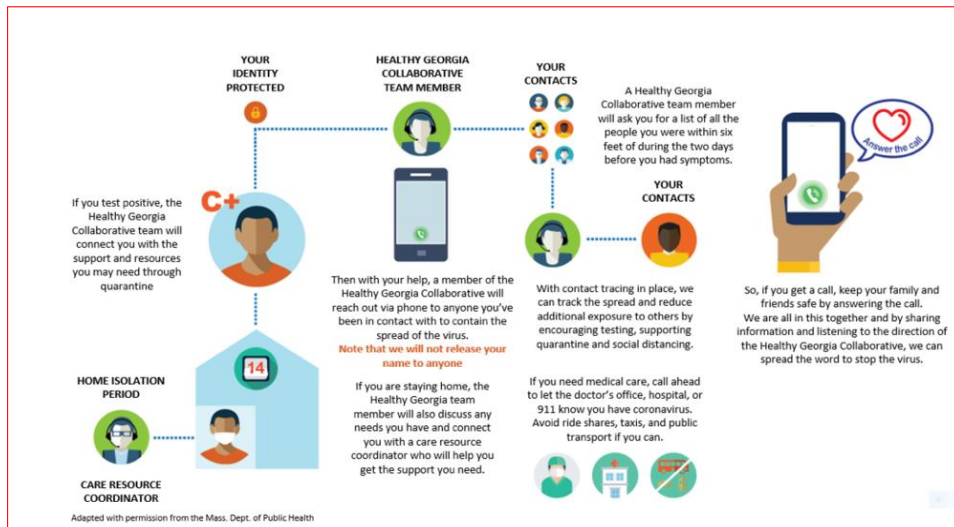 YOUR
IDENTITY
PROTECTED
HEALTHY GEORGIA
COLLABORATIVE
TEAM MEMBER
YOUR
CONTACTS
A Healthy Georgia
Collaborative team member
will ask you for a list of all the
people you were within six
feet of during the two days
before you had symptoms.
Answer the call
C+
If you test positive, the
Healthy Georgia
Collaborative team will
connect you with the
support and resources
you may need through
quarantine
YOUR
CONTACTS
Then with your help, a member of the
Healthy Georgia Collaborative will
reach out via phone to anyone you've
been in contact with to contain the
spread of the virus.
Note that we will not release your
name to anyone
With contact tracing in place, we
can track the spread and reduce
additional exposure to others by
encouraging testing, supporting
quarantine and social distancing.
So, if you get a call, keep your family and
friends safe by answering the call.
We are all in this together and by sharing
information and listening to the direction of
the Healthy Georgia Collaborative, we can
spread the word to stop the virus.
14
HOME ISOLATION
PERIOD
If you are staying home, the
Healthy Georgia team
member will also discuss any
needs you have and connect
you with a care resource
coordinator who will help you
get the support you need.
If you need medical care, call ahead
to let the doctor's office, hospital, or
911 know you have coronavirus.
Avoid ride shares, taxis, and public
transport if you can.
CARE RESOURCE
COORDINATOR
Adapted with permission from the Mass. Dept. of Public Health